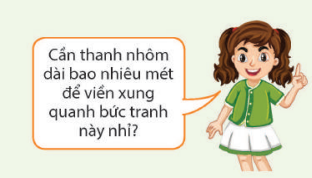 Cần thanh nhôm
dài bao nhiêu mét
để viền xung
quanh bức tranh
này nhỉ?